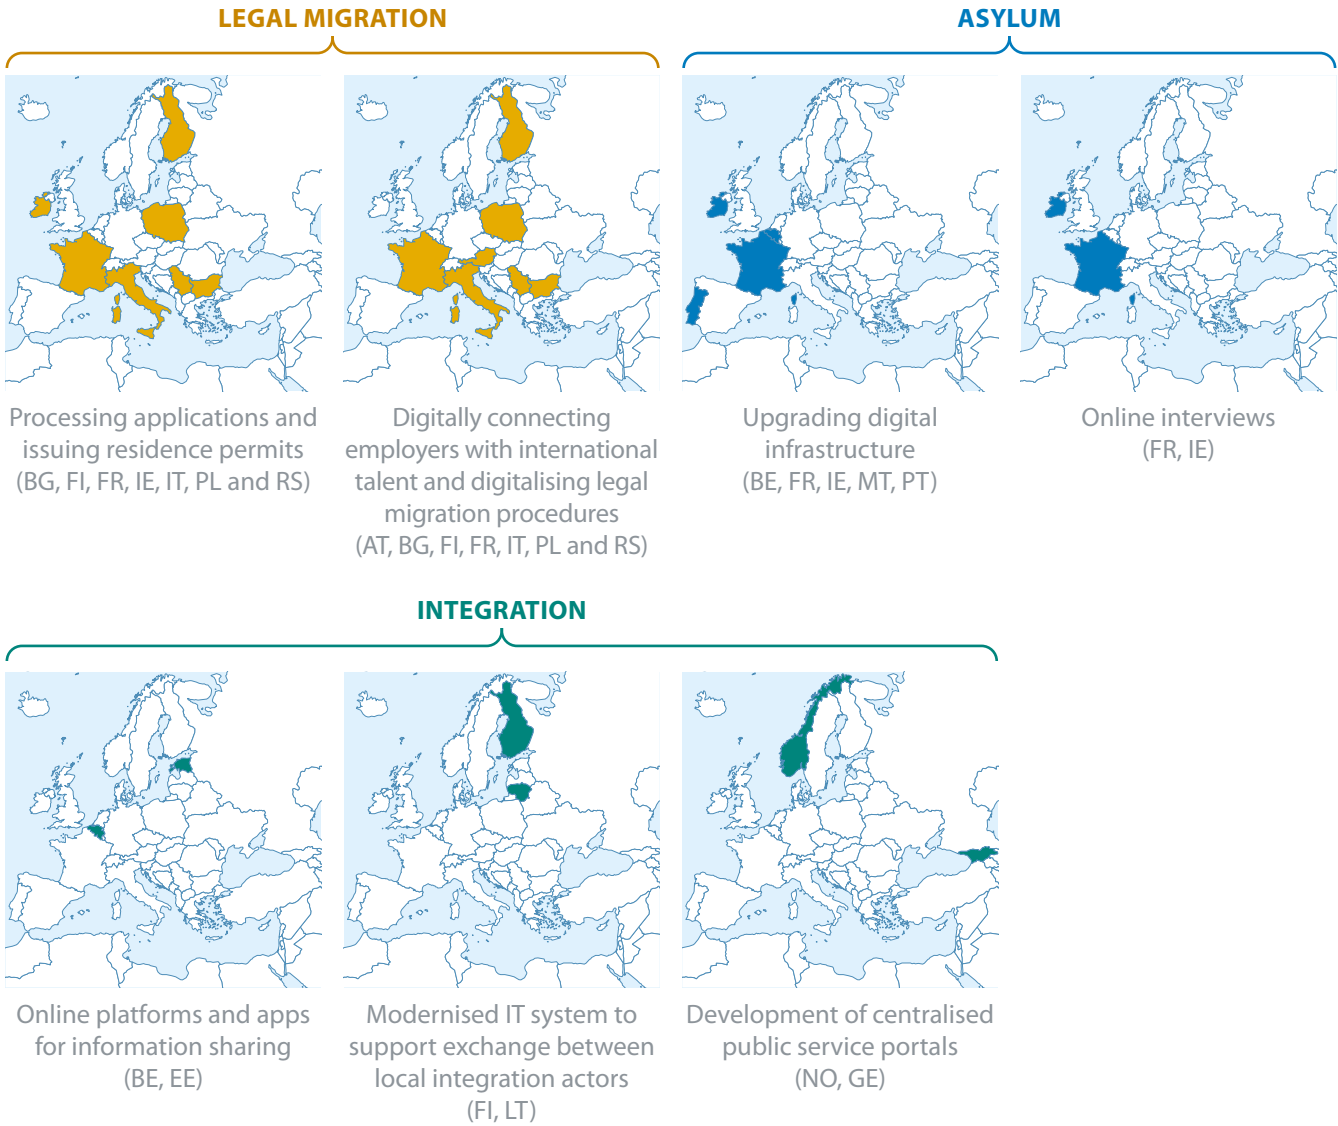 LEGAL MIGRATION
ASYLUM
Processing applications and
issuing residence permits
(BG, FI, FR, IE, IT, PL and RS)
Digitally connecting
employers with international
talent and digitalising legal
migration procedures
(AT, BG, FI, FR, IT, PL and RS)
Upgrading digital
infrastructure
(BE, FR, IE, MT, PT)
Online interviews
(FR, IE)
INTEGRATION
Online platforms and apps
for information sharing
(BE, EE)
Modernised IT system to
support exchange between
local integration actors
(FI, LT)
Development of centralised
public service portals
(NO, GE)